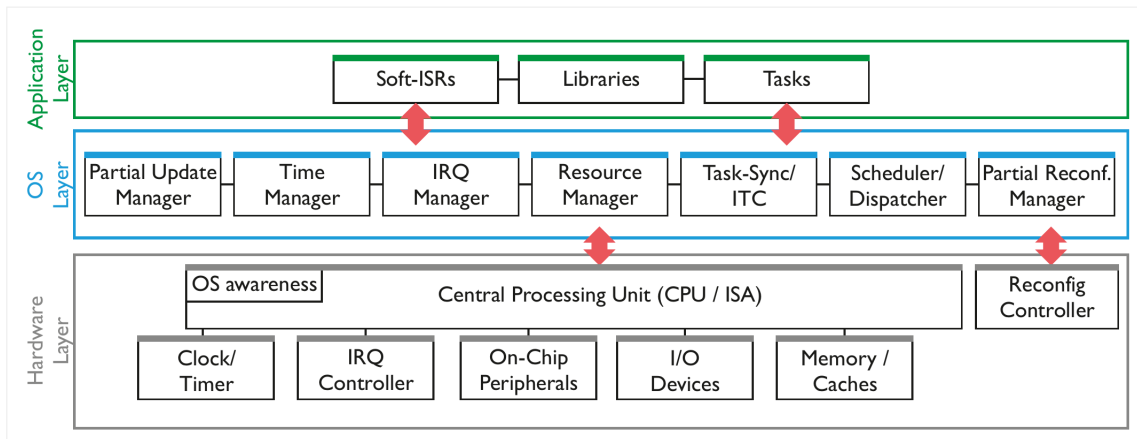 Application
Layer
Soft-ISRs
Libraries
Tasks
OS
Layer
Partial Update
Manager
Time
Manager
IRQ
Manager
Resource
Manager
Task-Sync/
ITC
Scheduler/
Dispatcher
Partial Reconf.
Manager
Hardware
Layer
OS awareness
Central Processing Unit (CPU / ISA)
Reconfig
Controller
Clock/
Timer
IRQ
Controller
On-Chip
Peripherals
I/O
Devices
Memory /
Caches